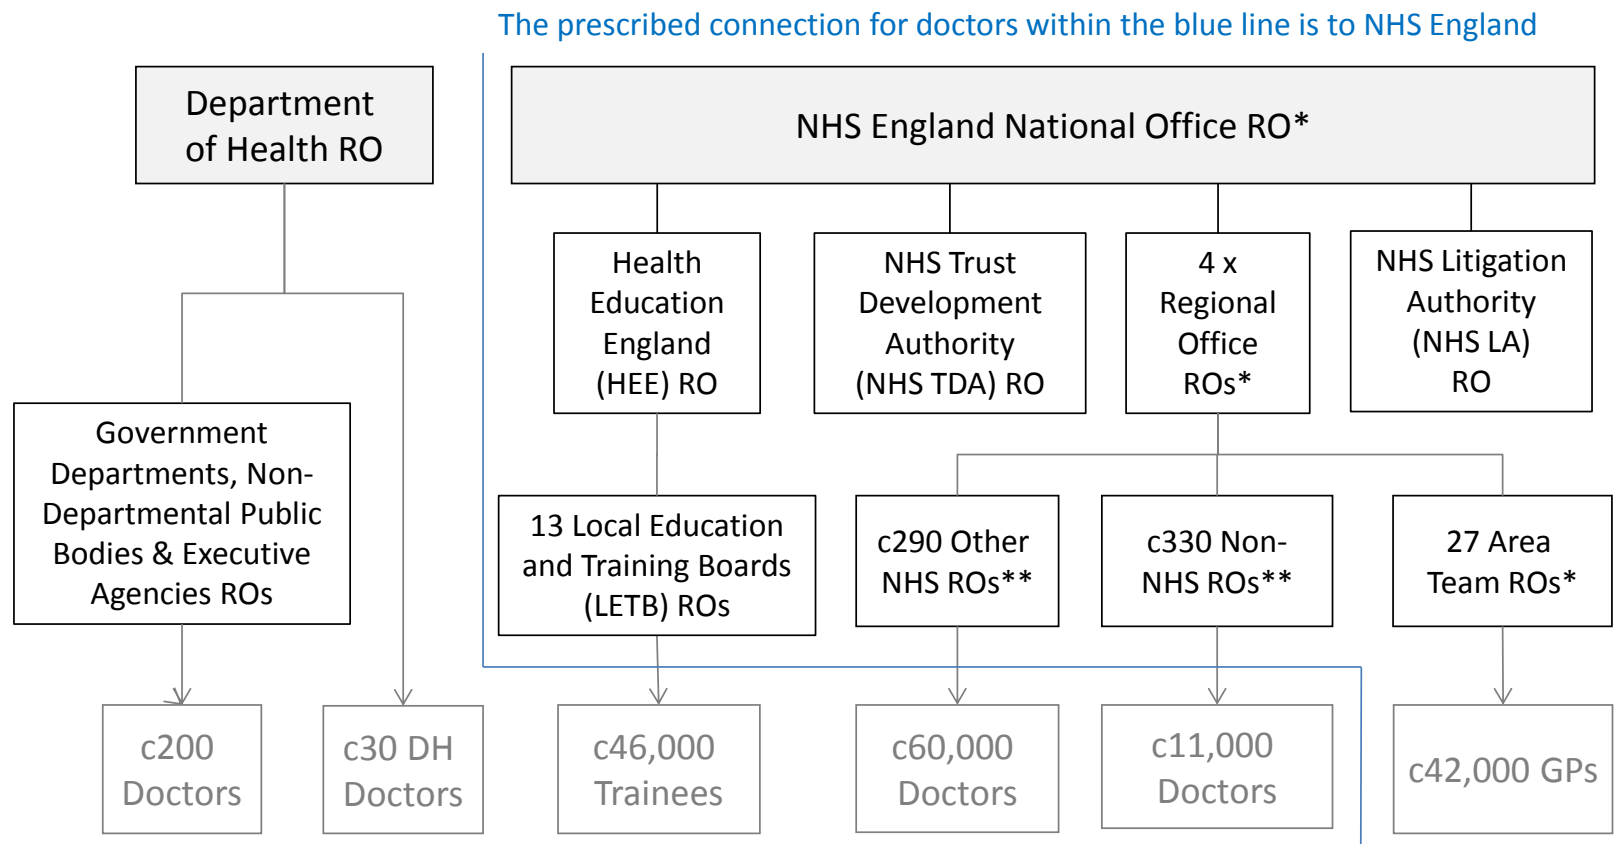 The prescribed connection for doctors within the blue line is to NHS England
Department
of Health RO
NHS England National Office RO*
Health
Education
England
(HEE) RO
NHS Trust
Development
Authority
(NHS TDA) RO
4 x
Regional
Office
ROs*
NHS Litigation
Authority
(NHS LA)
RO
Government
Departments, Non-
Departmental Public
Bodies & Executive
Agencies ROs
13 Local Education
and Training Boards
(LETB) ROs
c290 Other
NHS ROs**
c330 Non-
NHS ROs**
27 Area
Team ROs*
c200
Doctors
c30 DH
Doctors
c46,000
Trainees
c60,000
Doctors
c11,000
Doctors
c42,000 GPs